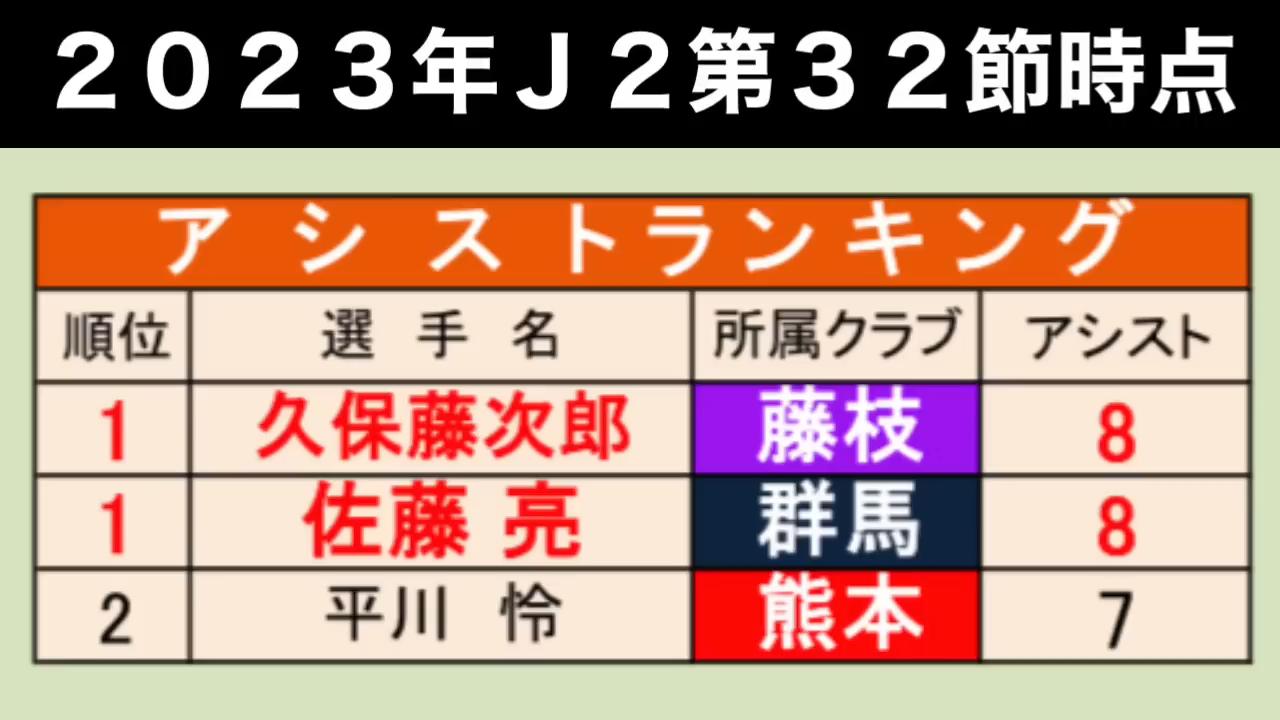 ２０２３年Ｊ２第３２節時点
アシストランキング
順位 選手名 所属クラブ アシスト
1 久保藤次郎 藤枝 8
1 佐藤 亮 群馬 8
2 平川 怜 熊本 7